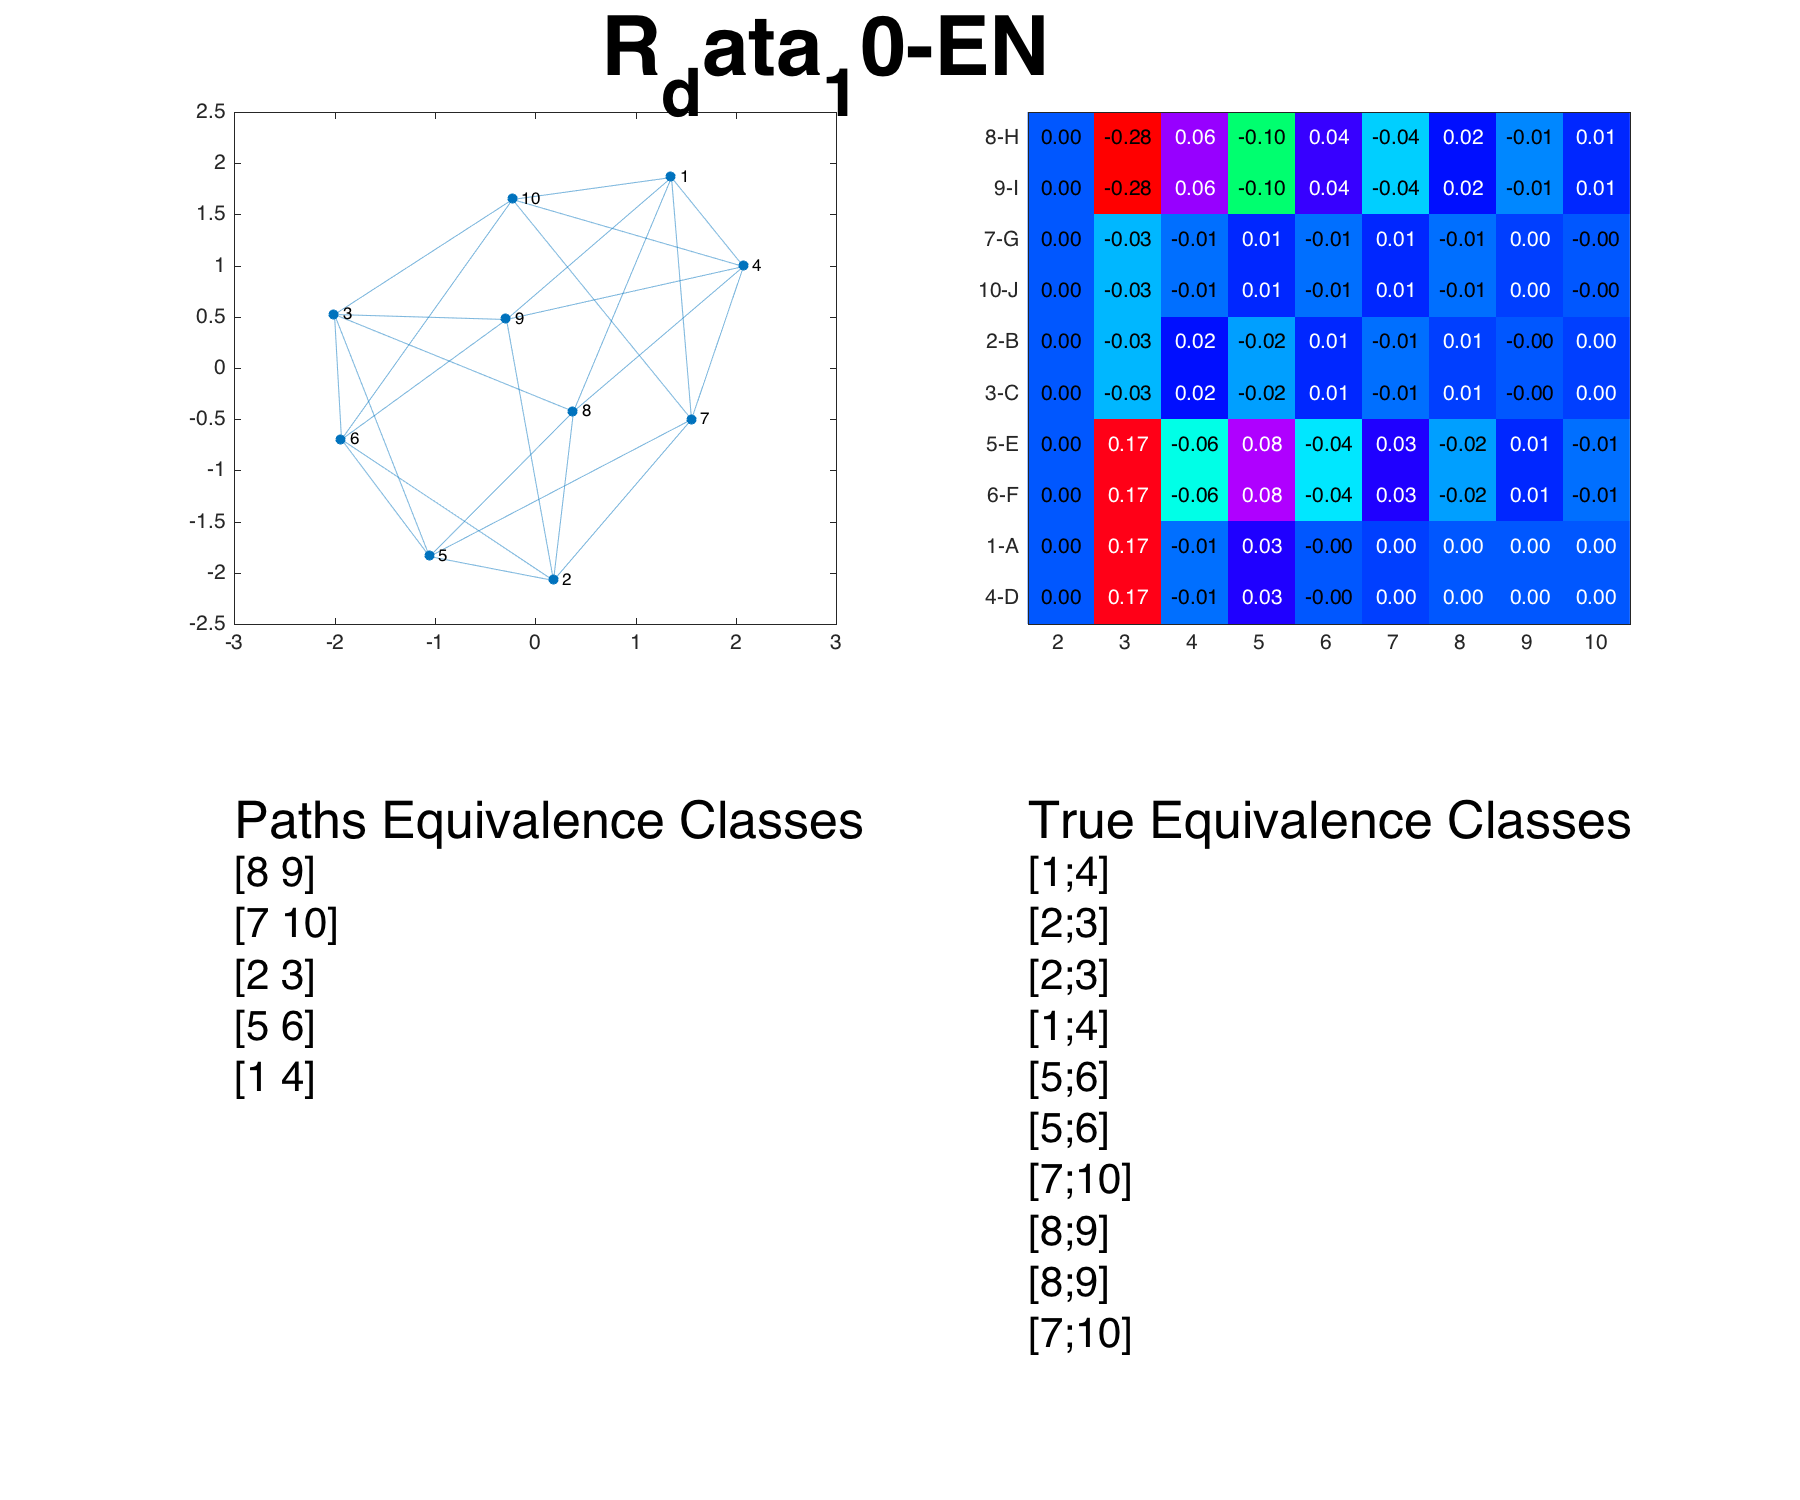 R_data_10-EN
2.5
2
1.5
1
0.5
0
-0.5
-1
-1.5
-2
-2.5
-3 -2 -1 0 1 2 3
1
10
4
3
9
8
7
6
5
2
8-H 0.00 -0.28 0.06 -0.10 0.04 -0.04 0.02 -0.01 0.01
9-I 0.00 -0.28 0.06 -0.10 0.04 -0.04 0.02 -0.01 0.01
7-G 0.00 -0.03 -0.01 0.01 -0.01 0.01 -0.01 0.00 -0.00
10-J 0.00 -0.03 -0.01 0.01 -0.01 0.01 -0.01 0.00 -0.00
2-B 0.00 -0.03 0.02 -0.02 0.01 -0.01 0.01 -0.00 0.00
3-C 0.00 -0.03 0.02 -0.02 0.01 -0.01 0.01 -0.00 0.00
5-E 0.00 0.17 -0.06 0.08 -0.04 0.03 -0.02 0.01 -0.01
6-F 0.00 0.17 -0.06 0.08 -0.04 0.03 -0.02 0.01 -0.01
1-A 0.00 0.17 -0.01 0.03 -0.00 0.00 0.00 0.00 0.00
4-D 0.00 0.17 -0.01 0.03 -0.00 0.00 0.00 0.00 0.00
2 3 4 5 6 7 8 9 10
Paths Equivalence Classes
[8 9]
[7 10]
[2 3]
[5 6]
[1 4]
True Equivalence Classes
[1;4]
[2;3]
[2;3]
[1;4]
[5;6]
[5;6]
[7;10]
[8;9]
[8;9]
[7;10]